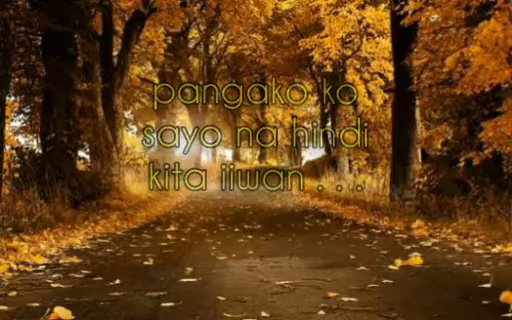 pangako ko
sayo na hindi
kita iiwan . . .